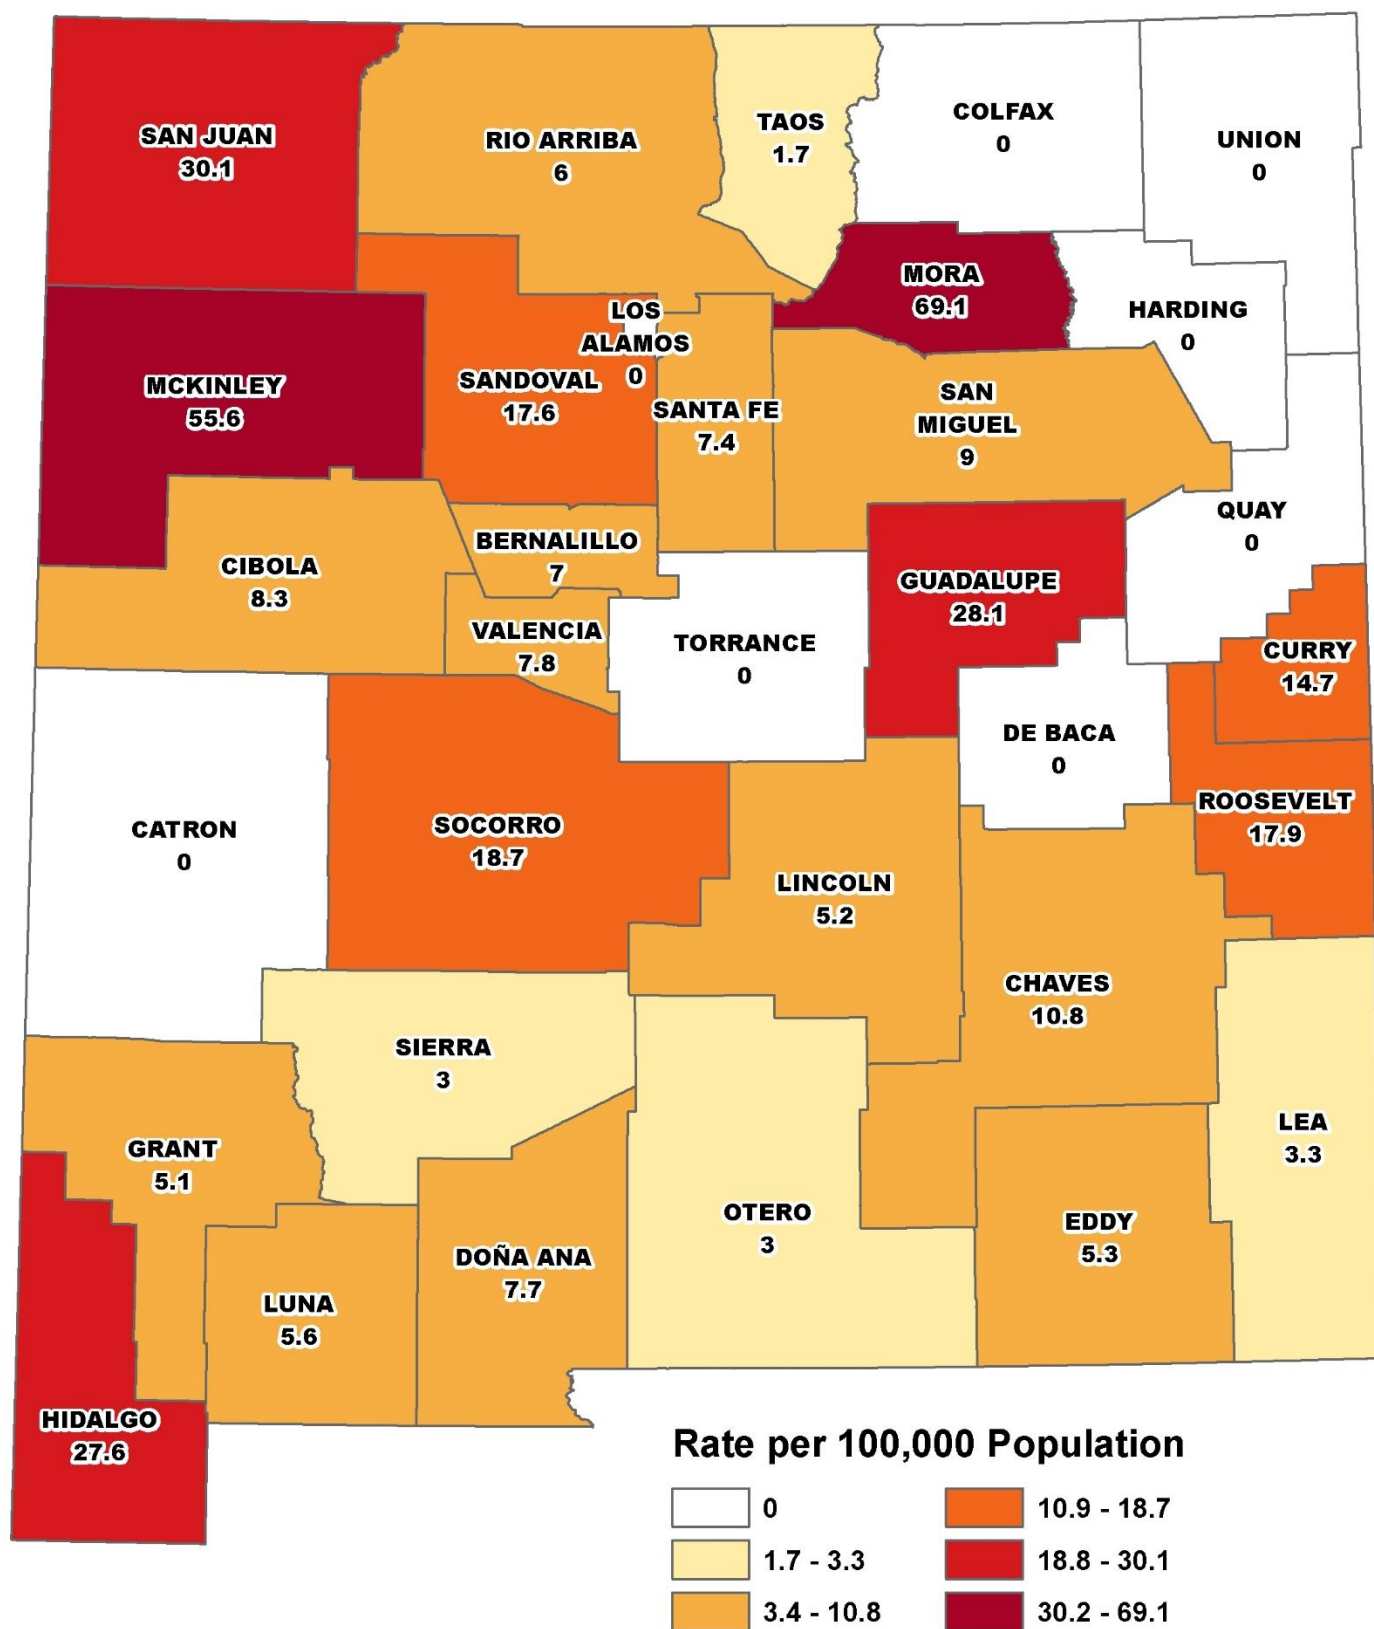 SAN JUAN
30.1
RIO ARRIBA
6
TAOS
1.7
COLFAX
0
UNION
0
MORA
69.1
HARDING
0
LOS
ALAMOS
0
MCKINLEY
55.6
SANDOVAL
17.6
SANTA FE
7.4
SAN
MIGUEL
9
QUAY
0
CIBOLA
8.3
BERNALILLO
7
VALENCIA
7.8
TORRANCE
0
GUADALUPE
28.1
CURRY
14.7
DE BACA
0
ROOSEVELT
17.9
CATRON
0
SOCORRO
18.7
LINCOLN
5.2
CHAVES
10.8
SIERRA
3
GRANT
5.1
LEA
3.3
OTERO
3
EDDY
5.3
DOÑA ANA
7.7
LUNA
5.6
HIDALGO
27.6
Rate per 100,000 Population
0
1.7 - 3.3
3.4 - 10.8
10.9 - 18.7
18.8 - 30.1
30.2 - 69.1